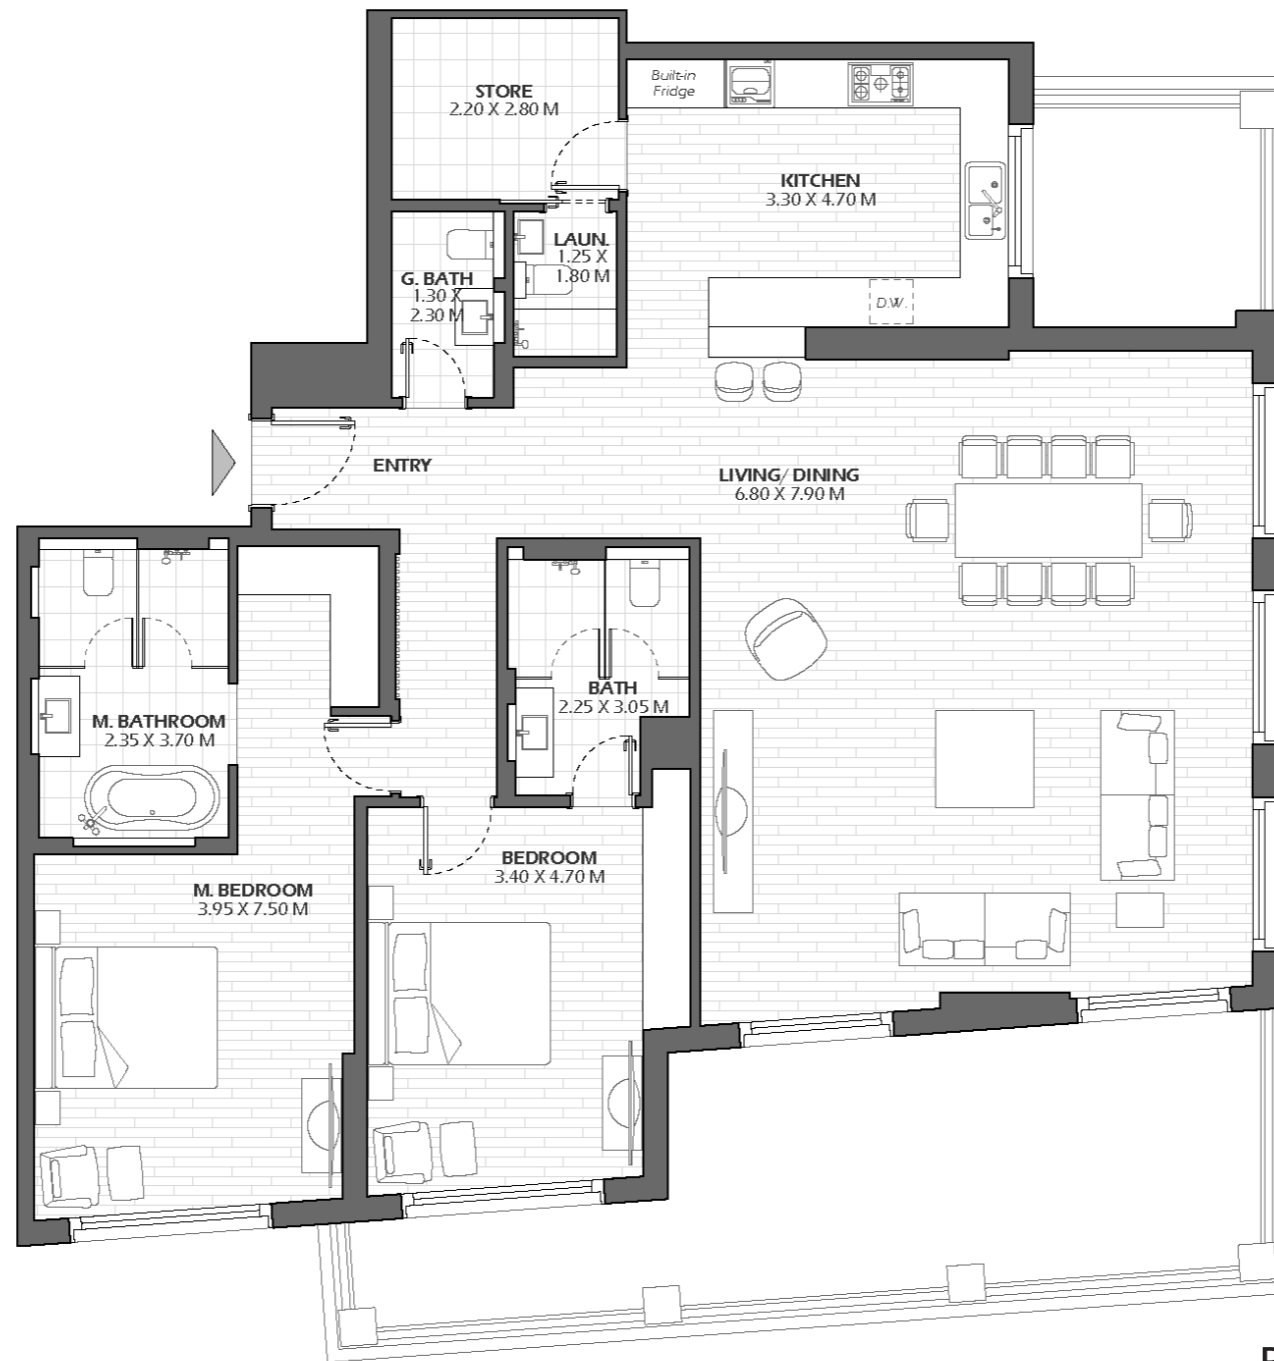 STORE
2.20 X 2.80 M
Built-in
Fridge
KITCHEN
3.30 X 4.70 M
LAUN.
1.25 X
1.80 M
G. BATH
1.30 X
2.30 M
D.W.
ENTRY
LIVING/ DINING
6.80 X 7.90 M
BATH
2.25 X 3.05 M
M. BATHROOM
2.35 X 3.70 M
BEDROOM
3.40 X 4.70 M
M. BEDROOM
3.95 X 7.50 M